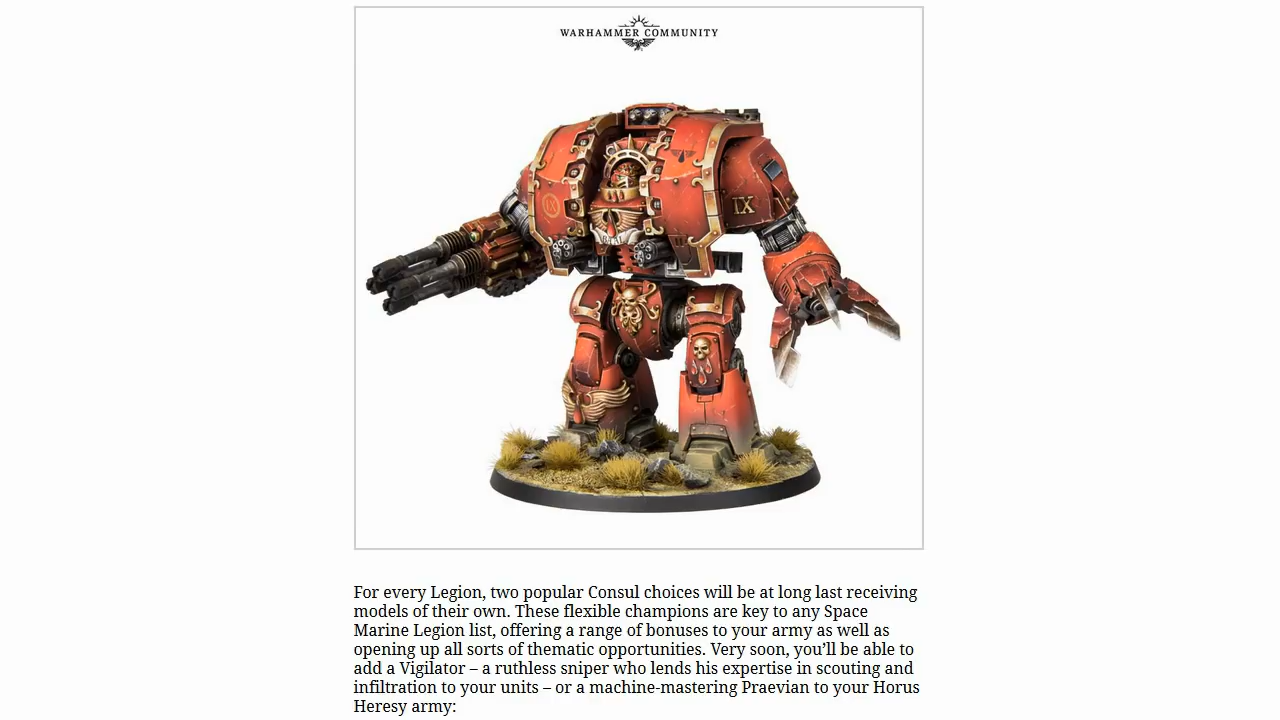 WARHAMMER COMMUNITY
IX
IX
For every Legion, two popular Consul choices will be at long last receiving
models of their own. These flexible champions are key to any Space
Marine Legion list, offering a range of bonuses to your army as well as
opening up all sorts of thematic opportunities. Very soon, you’ll be able to
add a Vigilator – a ruthless sniper who lends his expertise in scouting and
infiltration to your units – or a machine-mastering Praevian to your Horus
Heresy army: